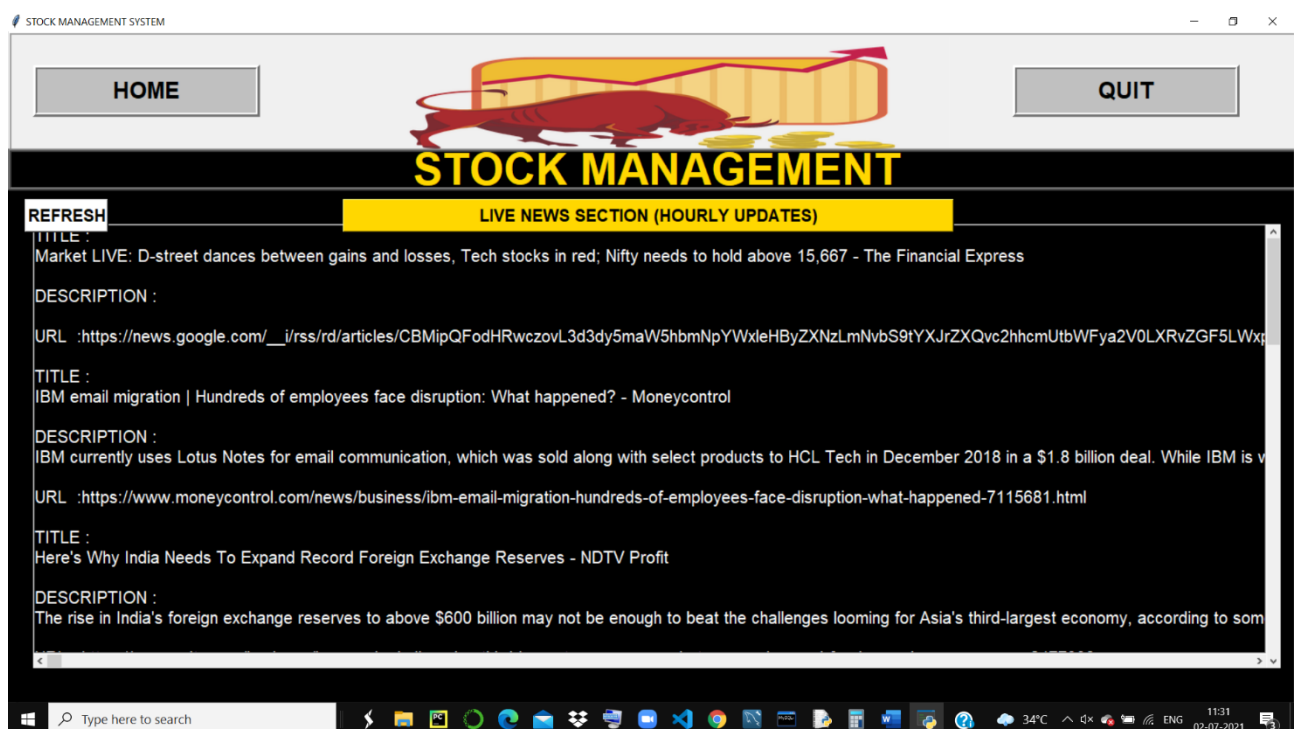 STOCK MANAGEMENT SYSTEM
HOME
QUIT
STOCK MANAGEMENT
REFRESH
LIVE NEWS SECTION (HOURLY UPDATES)
TITLE :
Market LIVE: D-street dances between gains and losses, Tech stocks in red; Nifty needs to hold above 15,667 - The Financial Express
DESCRIPTION :
URL :https://news.google.com/__i/rss/rd/articles/CBMipQFodHRwczovL3d3dy5maW5hbmNpYWxleHByZXNzLmNvbS9tYXJrZXQvc2hhcmUtbWFya2V0LXRvZGF5LWxp
TITLE :
IBM email migration | Hundreds of employees face disruption: What happened? - Moneycontrol
DESCRIPTION :
IBM currently uses Lotus Notes for email communication, which was sold along with select products to HCL Tech in December 2018 in a $1.8 billion deal. While IBM is
URL :https://www.moneycontrol.com/news/business/ibm-email-migration-hundreds-of-employees-face-disruption-what-happened-7115681.html
TITLE :
Here's Why India Needs To Expand Record Foreign Exchange Reserves - NDTV Profit
DESCRIPTION :
The rise in India's foreign exchange reserves to above $600 billion may not be enough to beat the challenges looming for Asia's third-largest economy, according to som
Type here to search
34°C
ENG
11:31
02-07-2021